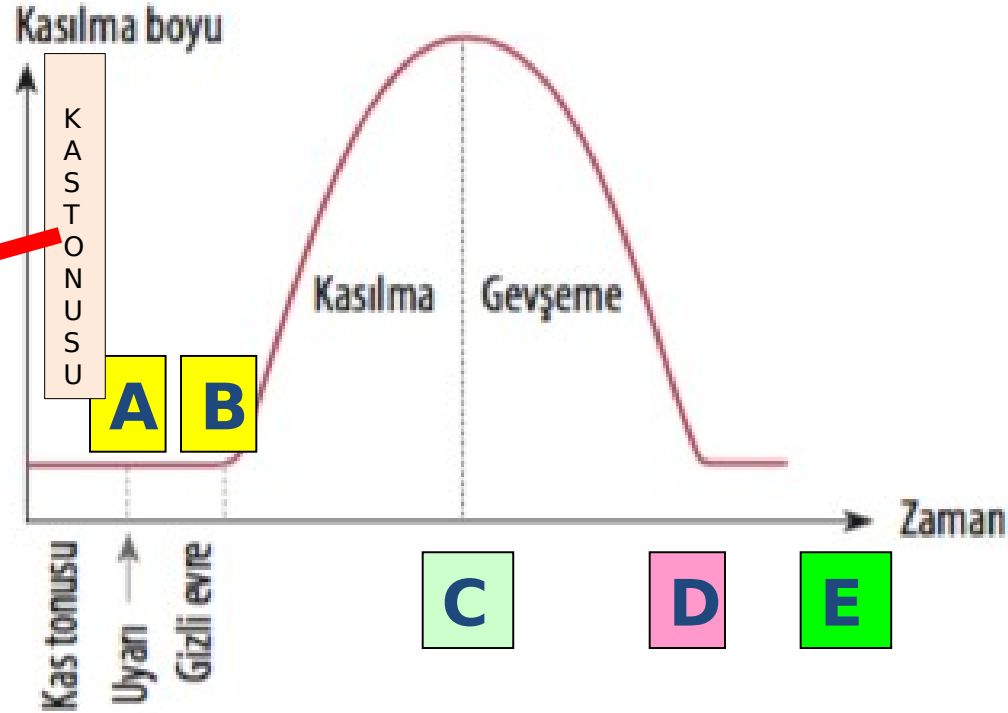 Kasılma boyu
K
A
S
T
O
N
U
S
U
Kasılma
Gevşeme
A
B
Zaman
Kas tonusu
Uyarı
Gizli evre
C
D
E